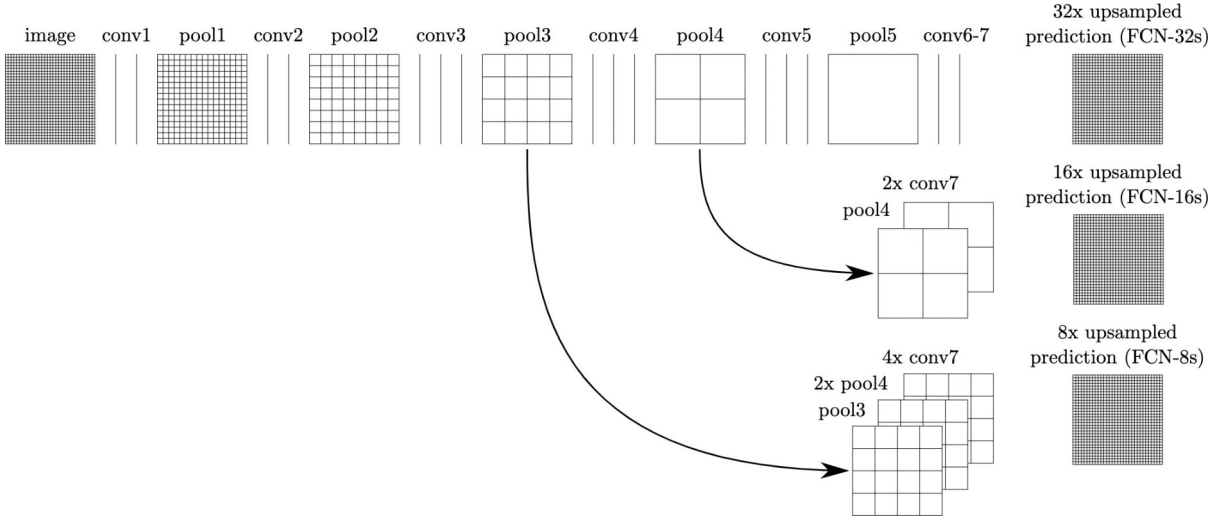 image conv1 pool1 conv2 pool2 conv3 pool3 conv4 pool4 conv5 pool5 conv6-7
32x upsampled
prediction (FCN-32s)
16x upsampled
prediction (FCN-16s)
2x conv7
pool4
8x upsampled
prediction (FCN-8s)
4x conv7
2x pool4
pool3